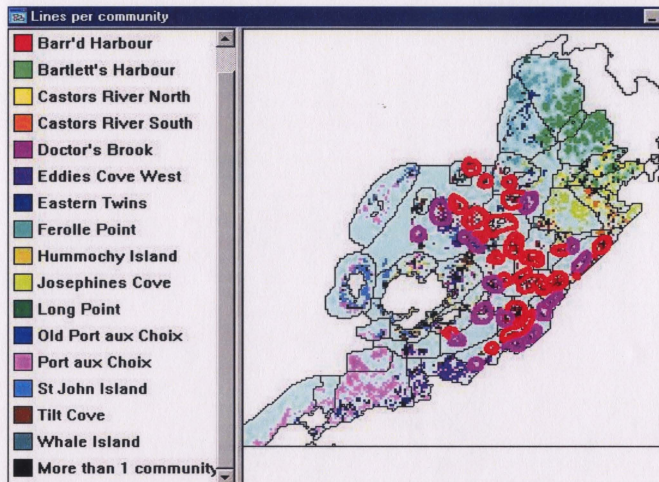 Lines per community
Barr'd Harbour
Bartlett's Harbour
Castors River North
Castors River South
Doctor's Brook
Eddies Cove West
Eastern Twins
Ferolle Point
Hummochy Island
Josephines Cove
Long Point
Old Port aux Choix
Port aux Choix
St John Island
Tilt Cove
Whale Island
More than 1 community